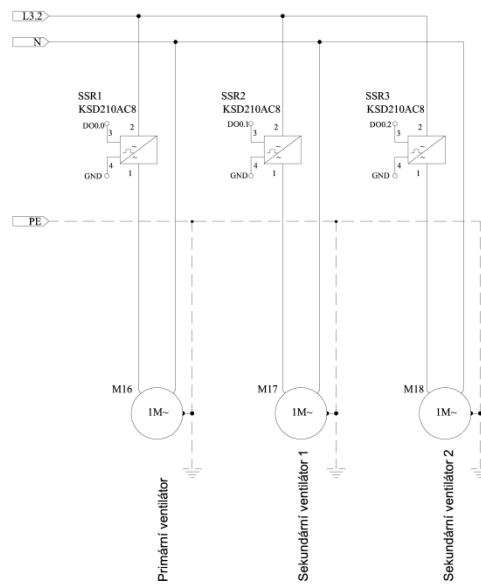 L3.2
N
SSR1
KSD210AC8
DO0.0
3
2
4
GND
1
SSR2
KSD210AC8
DO0.1
3
2
4
GND
1
SSR3
KSD210AC8
DO0.2
3
2
4
GND
1
PE
M16
1M~
M17
1M~
M18
1M~
Primární ventilátor
Sekundární ventilátor 1
Sekundární ventilátor 2